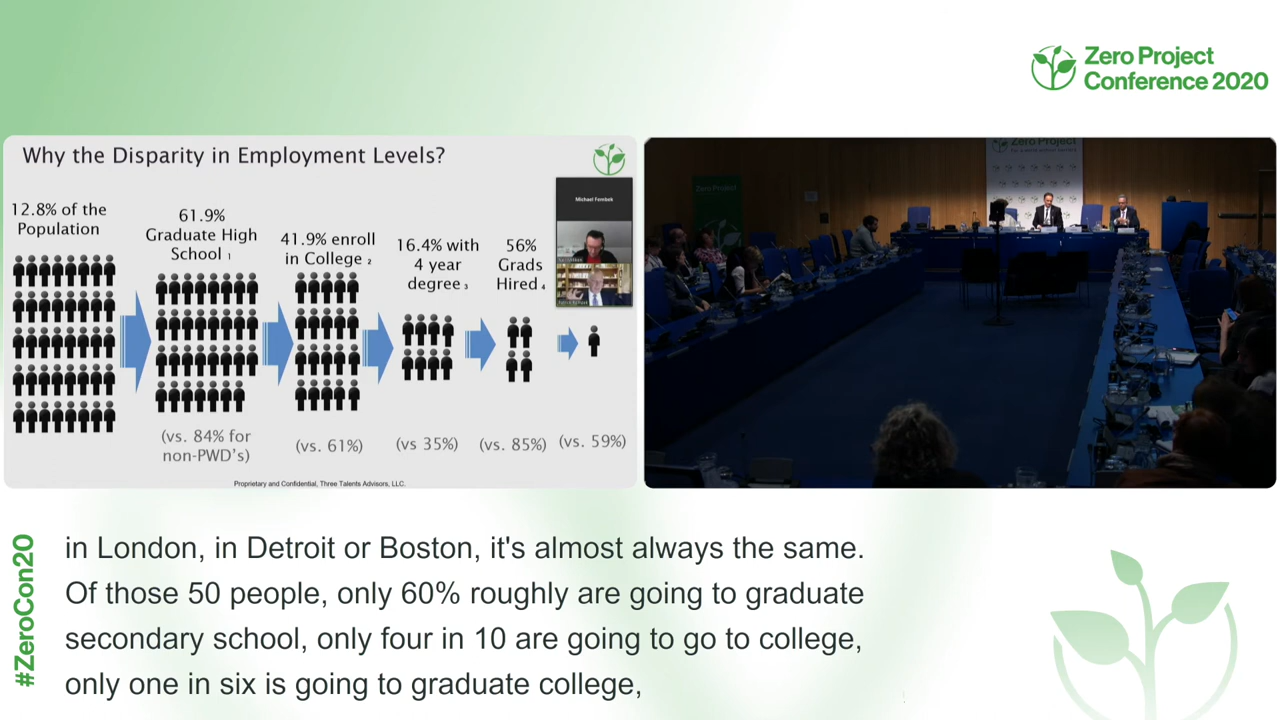 Zero Project
Conference 2020
Why the Disparity in Employment Levels?
12.8% of the
Population
61.9%
Graduate High
School 1
41.9% enroll
in College 2
16.4% with
4 year
degree 3
56%
Grads
Hired 4
Michael Fembek
(vs. 84% for
non-PWD's)
(vs. 61%)
(vs 35%)
(vs. 85%)
(vs. 59%)
Proprietary and Confidential, Three Talents Advisors, LLC.
Zero Project
Zero Project
#ZeroCon20
in London, in Detroit or Boston, it's almost always the same.
Of those 50 people, only 60% roughly are going to graduate
secondary school, only four in 10 are going to go to college,
only one in six is going to graduate college,